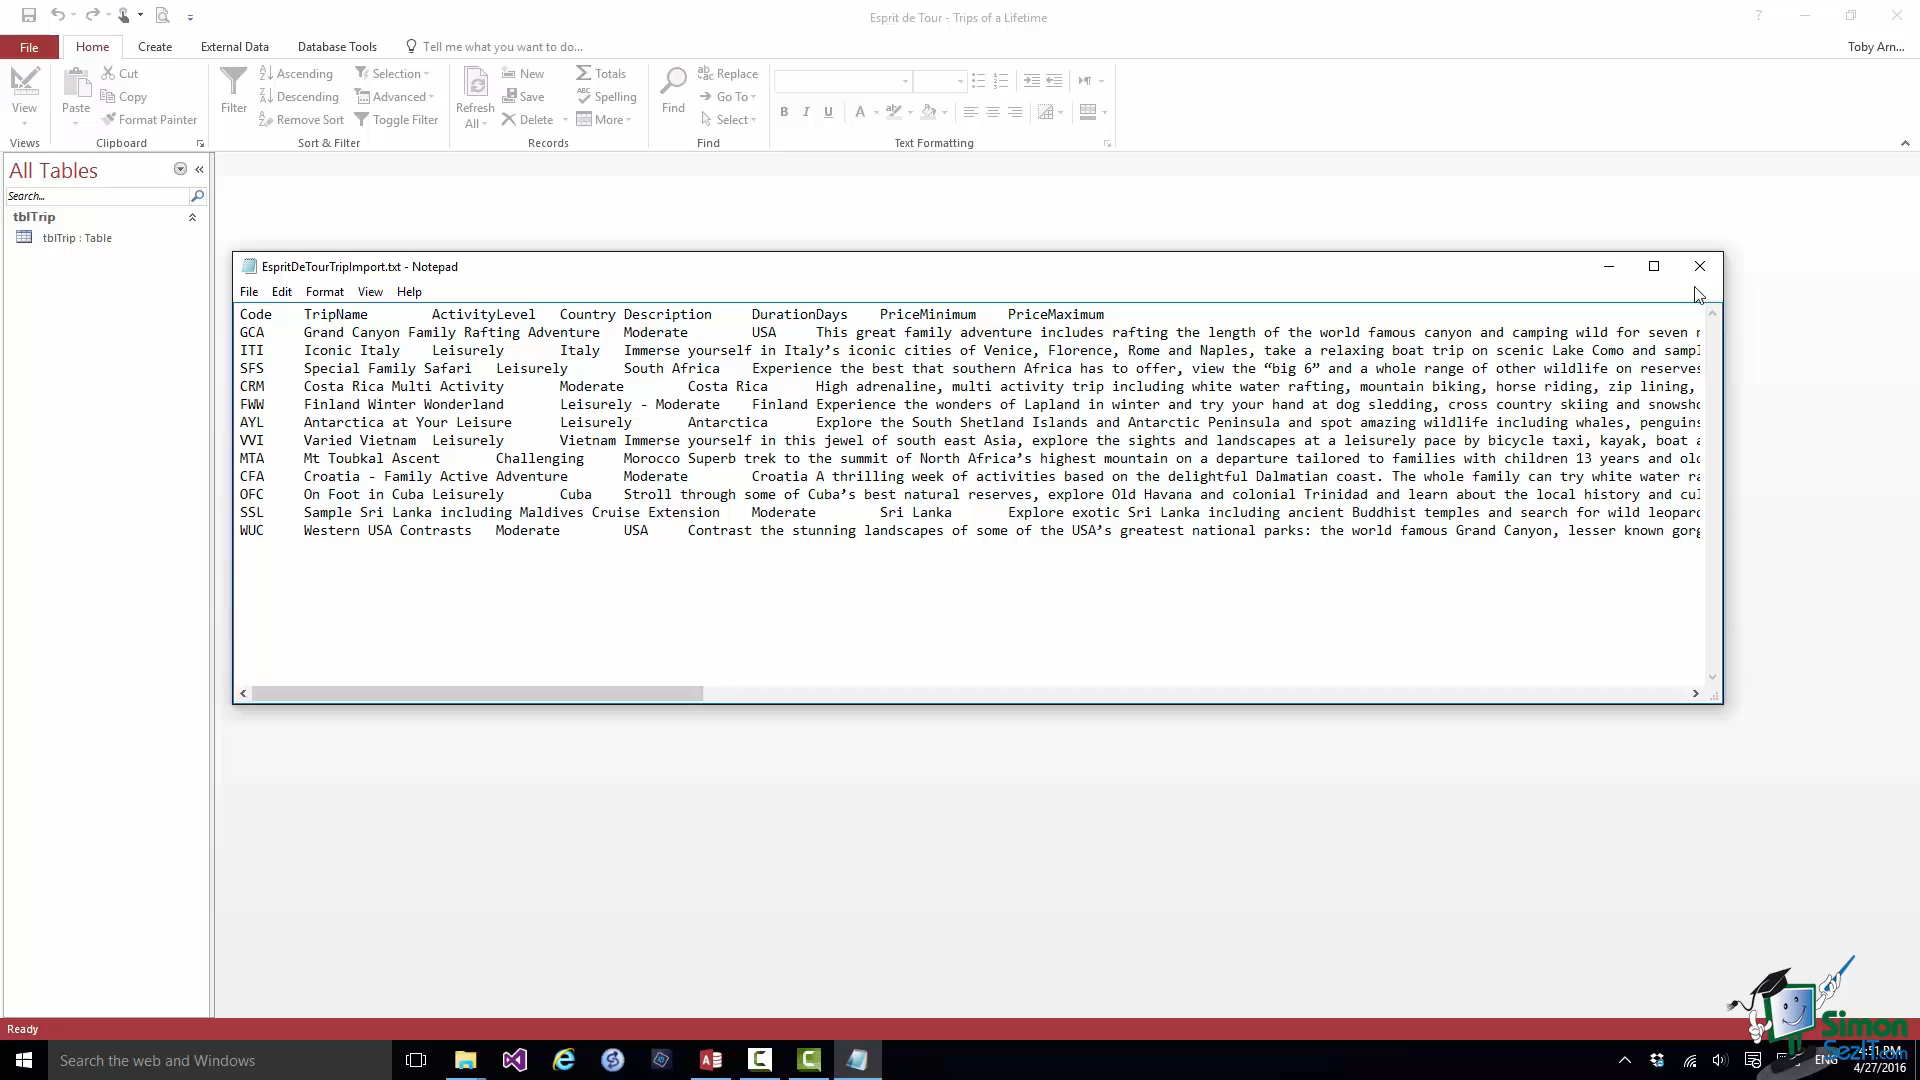 Esprit de Tour - Trips of a Lifetime
?
File Home Create External Data Database Tools Tell me what you want to do... Toby Arn...
View
Views
Paste
Cut
Copy
Format Painter
Clipboard
Filter
Ascending
Descending
Remove Sort
Selection
Advanced
Toggle Filter
Sort & Filter
Refresh
All
New
Save
Delete
Totals
Spelling
More
Records
Find
Replace
Go To
Select
Find
B I U A
Text Formatting
All Tables
Search...
tblTrip
tblTrip : Table
EspritDeTourTripImport.txt - Notepad
File Edit Format View Help
Code TripName ActivityLevel Country Description DurationDays PriceMinimum PriceMaximum
GCA Grand Canyon Family Rafting Adventure Moderate USA This great family adventure includes rafting the length of the world famous canyon and camping wild for seven
ITI Iconic Italy Leisurely Italy Immerse yourself in Italy’s iconic cities of Venice, Florence, Rome and Naples, take a relaxing boat trip on scenic Lake Como and sampl
SFS Special Family Safari Leisurely South Africa Experience the best that southern Africa has to offer, view the “big 6” and a whole range of other wildlife on reserves
CRM Costa Rica Multi Activity Moderate Costa Rica High adrenaline, multi activity trip including white water rafting, mountain biking, horse riding, zip lining,
FWW Finland Winter Wonderland Leisurely - Moderate Finland Experience the wonders of Lapland in winter and try your hand at dog sledding, cross country skiing and snowsho
AYL Antarctica at Your Leisure Leisurely Antarctica Explore the South Shetland Islands and Antarctic Peninsula and spot amazing wildlife including whales, penguins
VVI Varied Vietnam Leisurely Vietnam Immerse yourself in this jewel of south east Asia, explore the sights and landscapes at a leisurely pace by bicycle taxi, kayak, boat a
MTA Mt Toubkal Ascent Challenging Morocco Superb trek to the summit of North Africa’s highest mountain on a departure tailored to families with children 13 years and old
CFA Croatia - Family Active Adventure Moderate Croatia A thrilling week of activities based on the delightful Dalmatian coast. The whole family can try white water ra
OFC On Foot in Cuba Leisurely Cuba Stroll through some of Cuba’s best natural reserves, explore Old Havana and colonial Trinidad and learn about the local history and cul
SSL Sample Sri Lanka including Maldives Cruise Extension Moderate Sri Lanka Explore exotic Sri Lanka including ancient Buddhist temples and search for wild leopard
WUC Western USA Contrasts Moderate USA Contrast the stunning landscapes of some of the USA’s greatest national parks: the world famous Grand Canyon, lesser known gorg
Ready
Simon
SezIT.com
Search the web and Windows
ENG
4:51 PM
4/27/2016